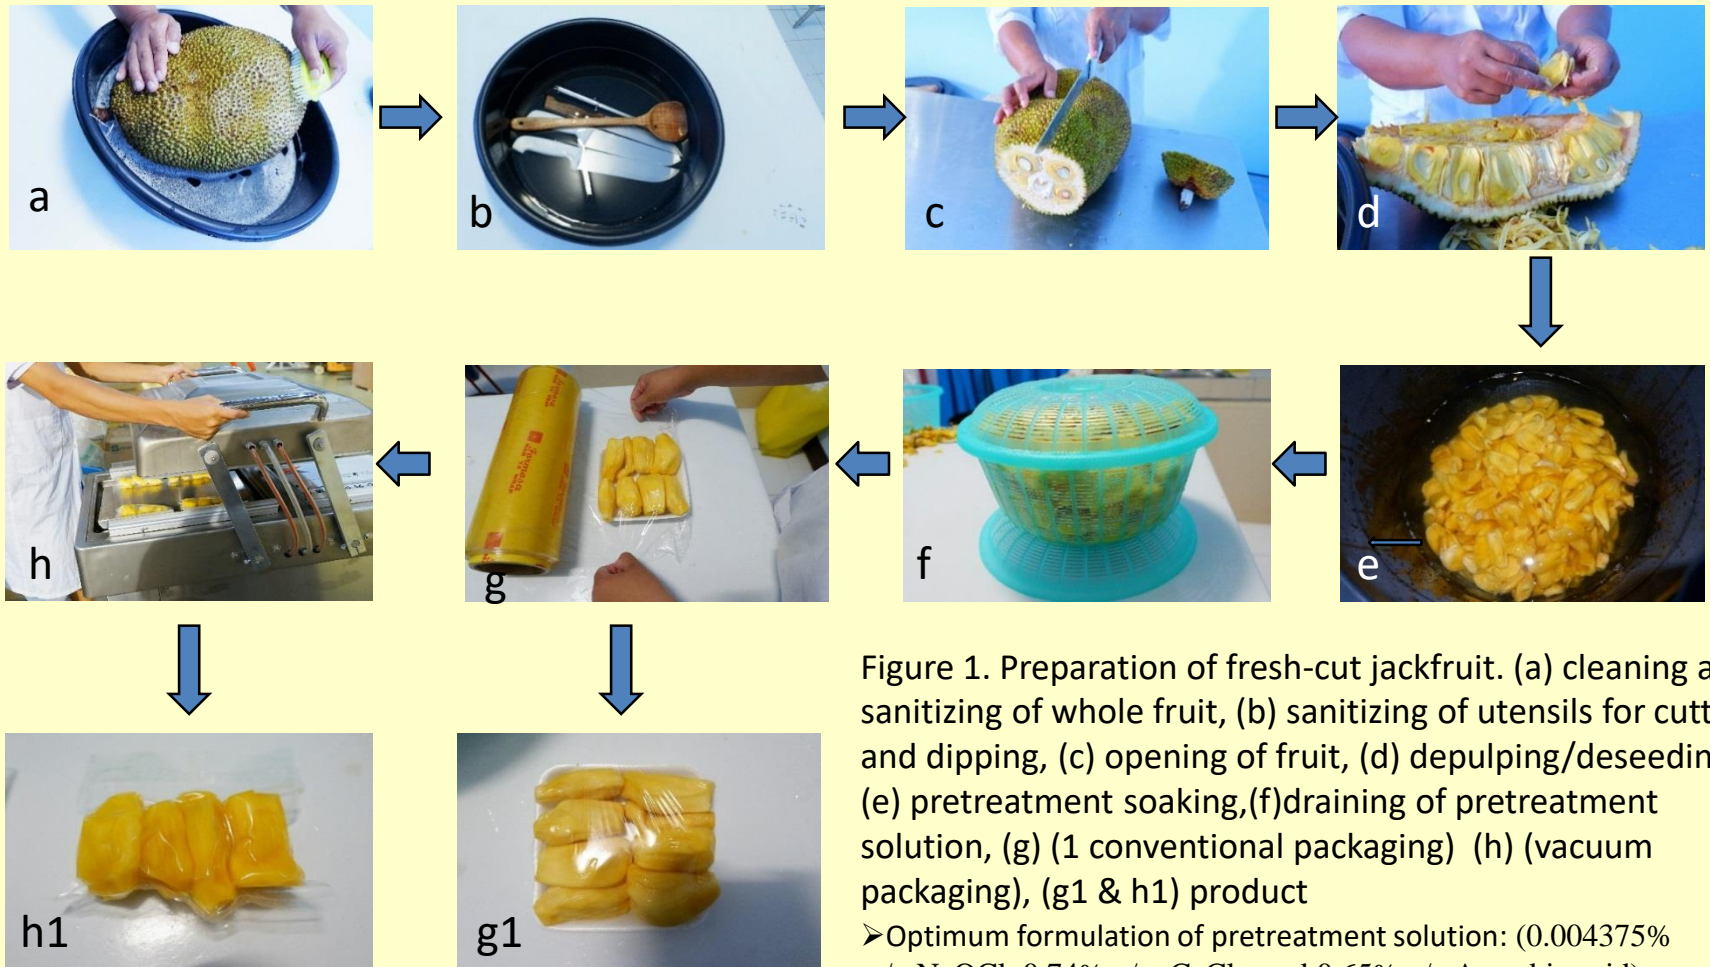 a
b
c
d
h
g
f
e
h1
g1
Figure 1. Preparation of fresh-cut jackfruit. (a) cleaning a
sanitizing of whole fruit, (b) sanitizing of utensils for cutt
and dipping, (c) opening of fruit, (d) depulping/deseedin
(e) pretreatment soaking,(f)draining of pretreatment
solution, (g) (1 conventional packaging) (h) (vacuum
packaging), (g1 & h1) product
➢Optimum formulation of pretreatment solution: (0.004375%